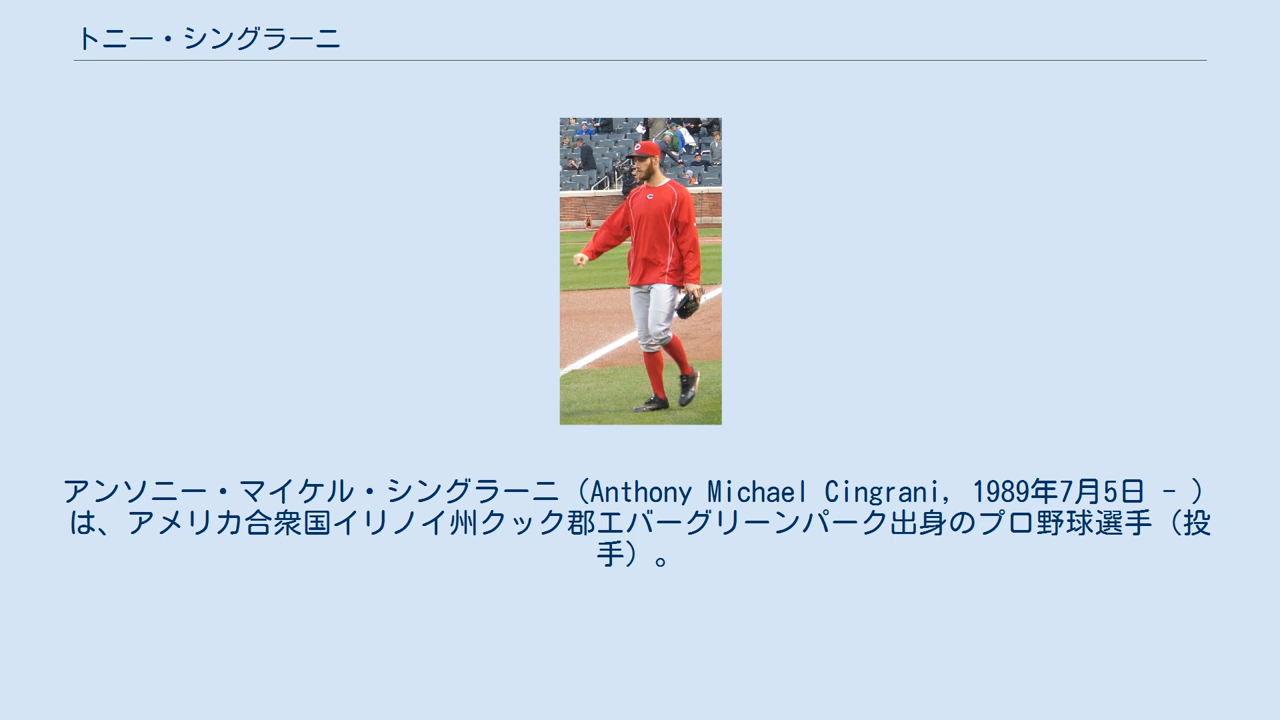 トニー・シングラーニ
アンソニー・マイケル・シングラーニ（Anthony Michael Cingrani, 1989年7月5日 - ）
は、アメリカ合衆国イリノイ州クック郡エバーグリーンパーク出身のプロ野球選手（投
手）。